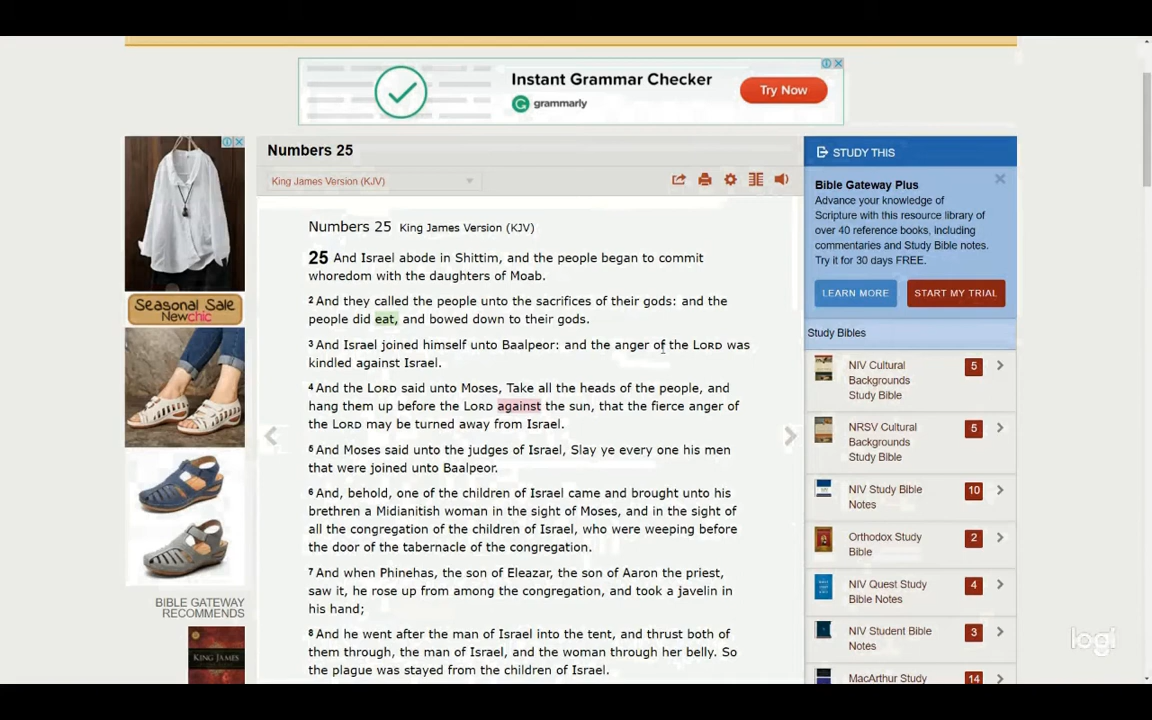 Instant Grammar Checker
grammarly
Try Now
Numbers 25
King James Version (KJV)
Numbers 25 King James Version (KJV)
25 And Israel abode in Shittim, and the people began to commit
whoredom with the daughters of Moab.
2 And they called the people unto the sacrifices of their gods: and the
people did eat, and bowed down to their gods.
3 And Israel joined himself unto Baalpeor: and the anger of the LORD was
kindled against Israel.
4 And the LORD said unto Moses, Take all the heads of the people, and
hang them up before the LORD against the sun, that the fierce anger of
the LORD may be turned away from Israel.
5 And Moses said unto the judges of Israel, Slay ye every one his men
that were joined unto Baalpeor.
6 And, behold, one of the children of Israel came and brought unto his
brethren a Midianitish woman in the sight of Moses, and in the sight of
all the congregation of the children of Israel, who were weeping before
the door of the tabernacle of the congregation.
7 And when Phinehas, the son of Eleazar, the son of Aaron the priest,
saw it, he rose up from among the congregation, and took a javelin in
his hand;
8 And he went after the man of Israel into the tent, and thrust both of
them through, the man of Israel, and the woman through her belly. So
the plague was stayed from the children of Israel.
Seasonal Sale
Newchic
BIBLE GATEWAY
RECOMMENDS
KING JAMES
STUDY THIS
Bible Gateway Plus
Advance your knowledge of
Scripture with this resource library of
over 40 reference books, including
commentaries and Study Bible notes.
Try it for 30 days FREE.
LEARN MORE
START MY TRIAL
Study Bibles
NIV Cultural 5
Backgrounds
Study Bible
NRSV Cultural 5
Backgrounds
Study Bible
NIV Study Bible 10
Notes
Orthodox Study 2
Bible
NIV Quest Study 4
Bible Notes
NIV Student Bible 3
Notes
MacArthur Study 14
logi